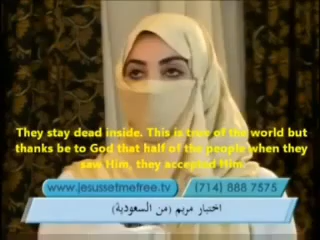 They stay dead inside. This is true of the world but
thanks be to God that half of the people when they
saw Him, they accepted Him.
www.jesussetmefree.tv (714) 888 7575
اختبار مريم (من السعودية)